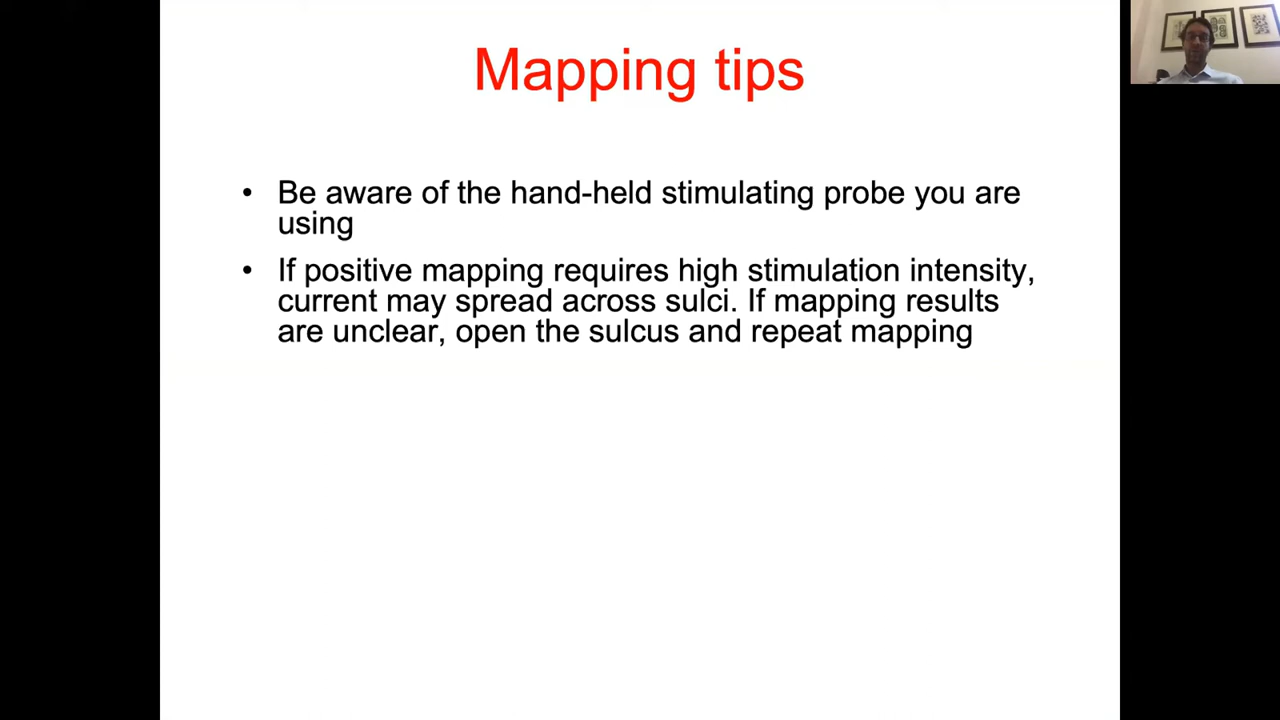 Mapping tips
• Be aware of the hand-held stimulating probe you are
using
• If positive mapping requires high stimulation intensity,
current may spread across sulci. If mapping results
are unclear, open the sulcus and repeat mapping